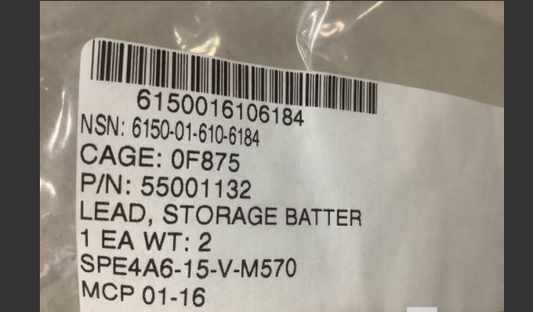 6150016106184
NSN: 6150-01-610-6184
CAGE: 0F875
P/N: 55001132
LEAD, STORAGE BATTER
1 EA WT: 2
SPE4A6-15-V-M570
MCP 01-16